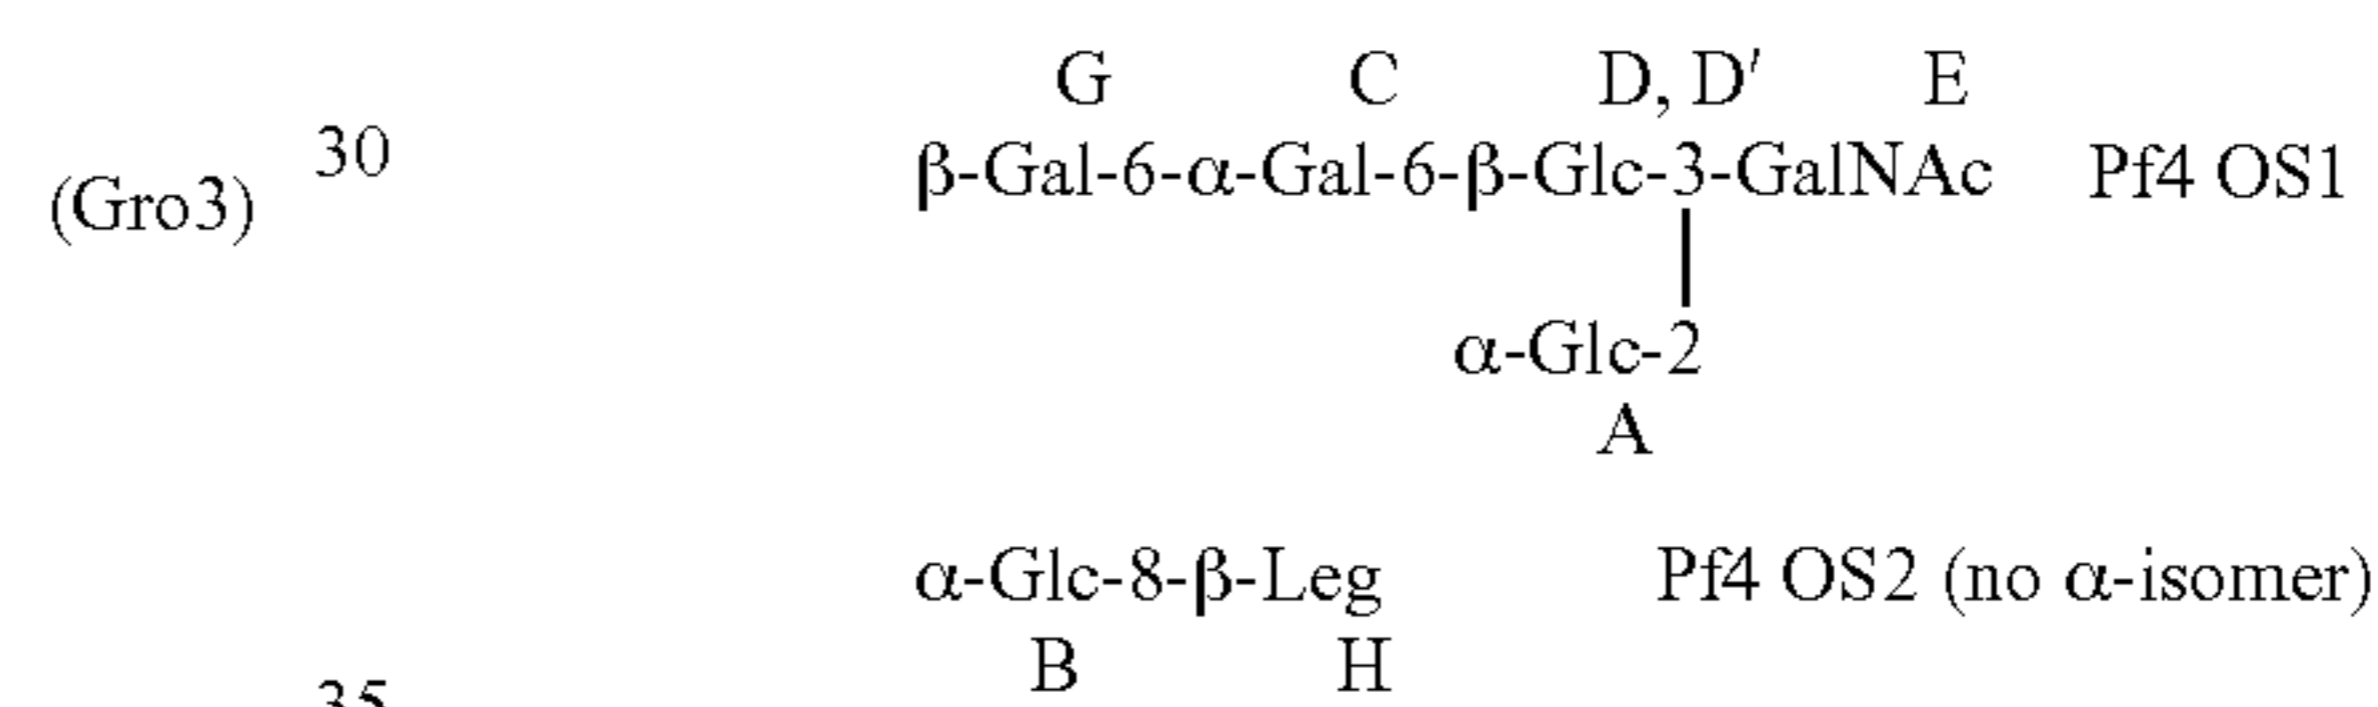 G C D, D′ E
30
β-Gal-6-α-Gal-6-β-Glc-3-GalNAc Pf4 OS1
(Gro3)
α-Glc-2
A
α-Glc-8-β-Leg Pf4 OS2 (no α-isomer)
B H
35